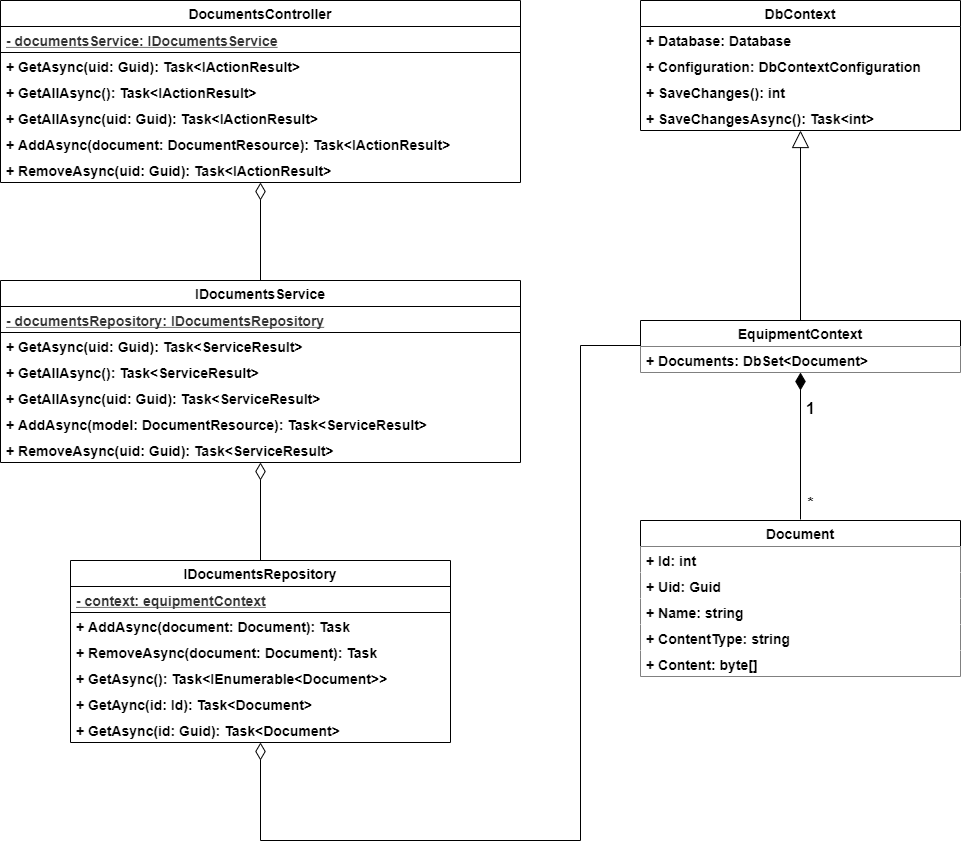 DocumentsController
- documentsService: IDocumentsService
+ GetAsync(uid: Guid): Task<IActionResult>
+ GetAllAsync(): Task<IActionResult>
+ GetAllAsync(uid: Guid): Task<IActionResult>
+ AddAsync(document: DocumentResource): Task<IActionResult>
+ RemoveAsync(uid: Guid): Task<IActionResult>
DbContext
+ Database: Database
+ Configuration: DbContextConfiguration
+ SaveChanges(): int
+ SaveChangesAsync(): Task<int>
IDocumentsService
- documentsRepository: IDocumentsRepository
+ GetAsync(uid: Guid): Task<ServiceResult>
+ GetAllAsync(): Task<ServiceResult>
+ GetAllAsync(uid: Guid): Task<ServiceResult>
+ AddAsync(model: DocumentResource): Task<ServiceResult>
+ RemoveAsync(uid: Guid): Task<ServiceResult>
EquipmentContext
+ Documents: DbSet<Document>
1
*
IDocumentsRepository
- context: equipmentContext
+ AddAsync(document: Document): Task
+ RemoveAsync(document: Document): Task
+ GetAsync(): Task<IEnumerable<Document>>
+ GetAync(id: Id): Task<Document>
+ GetAsync(id: Guid): Task<Document>
Document
+ Id: int
+ Uid: Guid
+ Name: string
+ ContentType: string
+ Content: byte[]